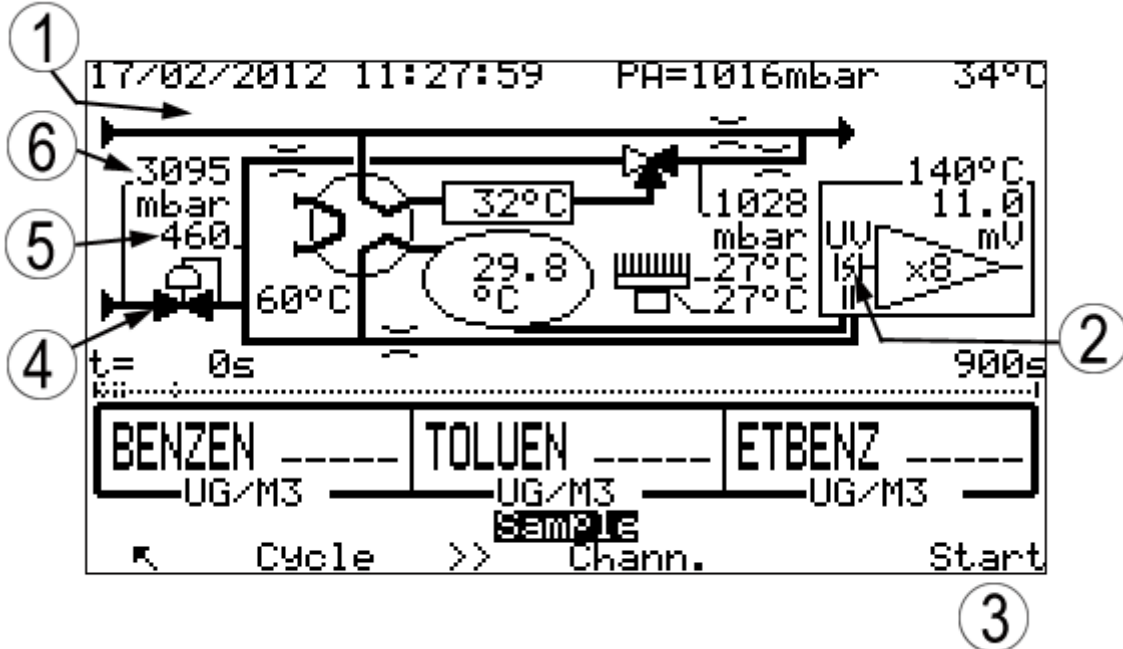 1
17/02/2012 11:27:59 PA=1016mbar 34°C
6
3095
mbar
5
460
32°C
1028
mbar
140°C
11.0
mV
UV
x8
29.8
°C
27°C
27°C
60°C
4
2
t= 0s 900s
BENZEN ----- TOLUEN ----- ETBENZ -----
UG/M3 UG/M3 UG/M3
Sample
Cycle >> Chann. Start
3